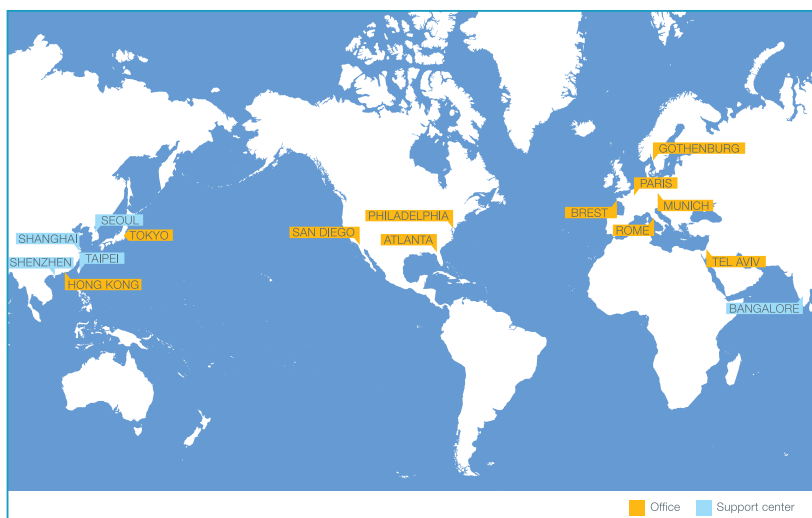 GOTHENBURG
PARIS
MUNICH
BREST
PHILADELPHIA
SEOUL
ROME
SAN DIEGO
TOKYO
SHANGHAI
ATLANTA
TAIPEI
SHENZHEN
TEL AVIV
HONG KONG
BANGALORE
Office
Support center